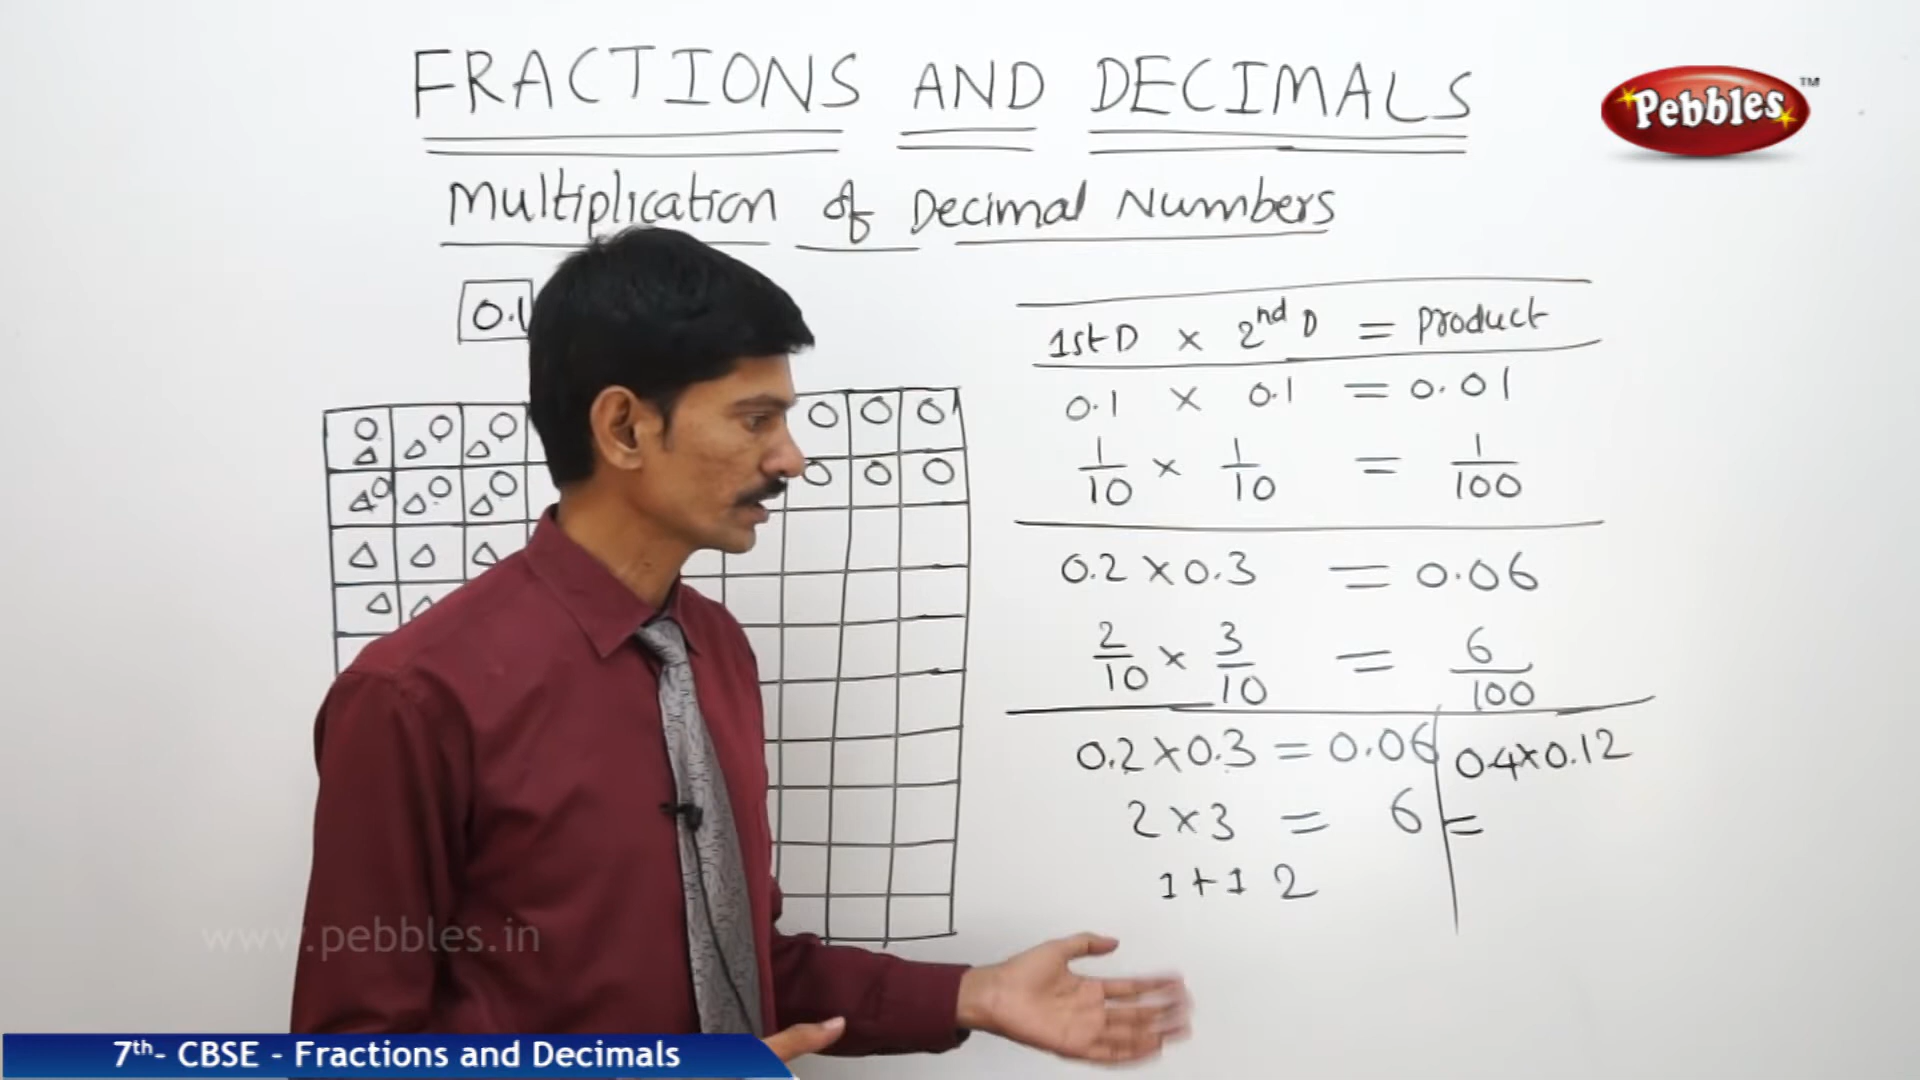 FRACTIONS AND DECIMALS
Pebbles™
Multiplication of Decimal Numbers
0.1
1st D × 2nd D = Product
0.1 × 0.1 = 0.01
1/10 × 1/10 = 1/100
0.2 × 0.3 = 0.06
2/10 × 3/10 = 6/100
0.2 × 0.3 = 0.06
2 × 3 = 6
1 + 1 2
0.4 × 0.12
=
www.pebbles.in
7th- CBSE - Fractions and Decimals